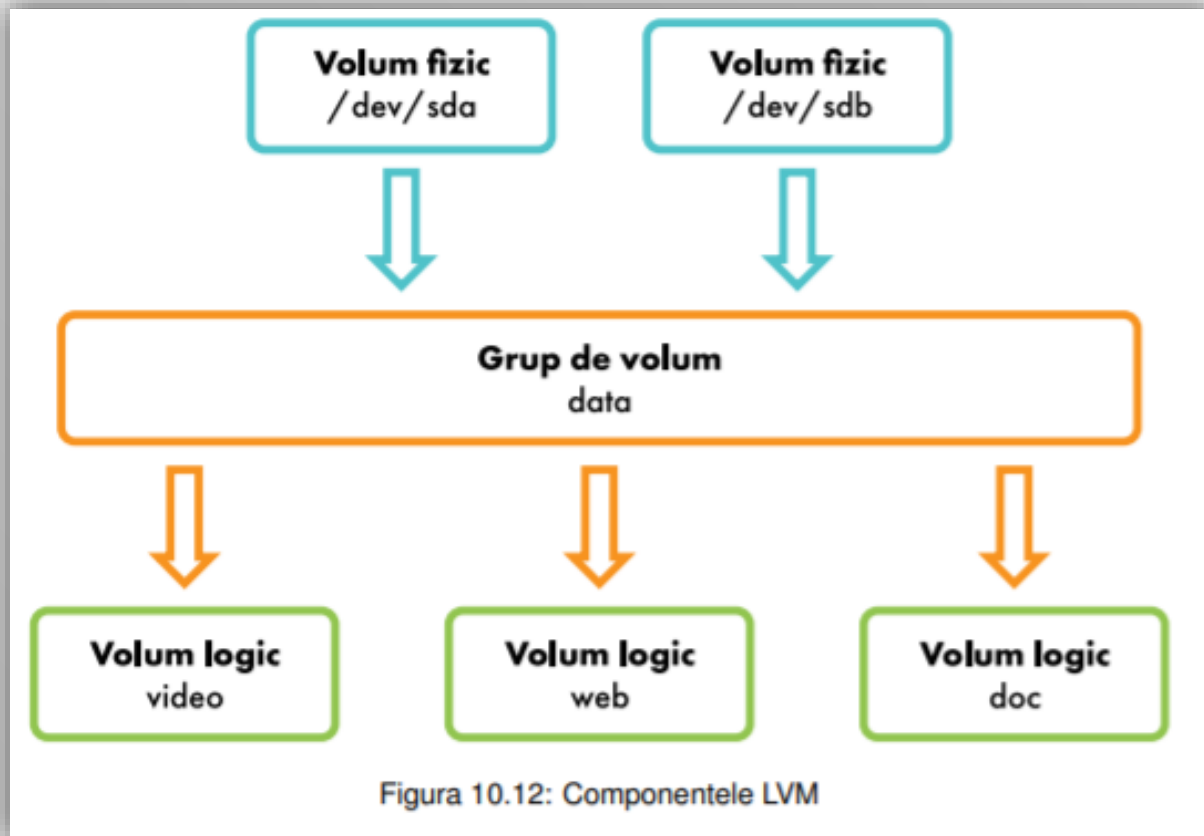 Volum fizic
/dev/sda
Volum fizic
/dev/sdb
Grup de volum
data
Volum logic
video
Volum logic
web
Volum logic
doc
Figura 10.12: Componentele LVM